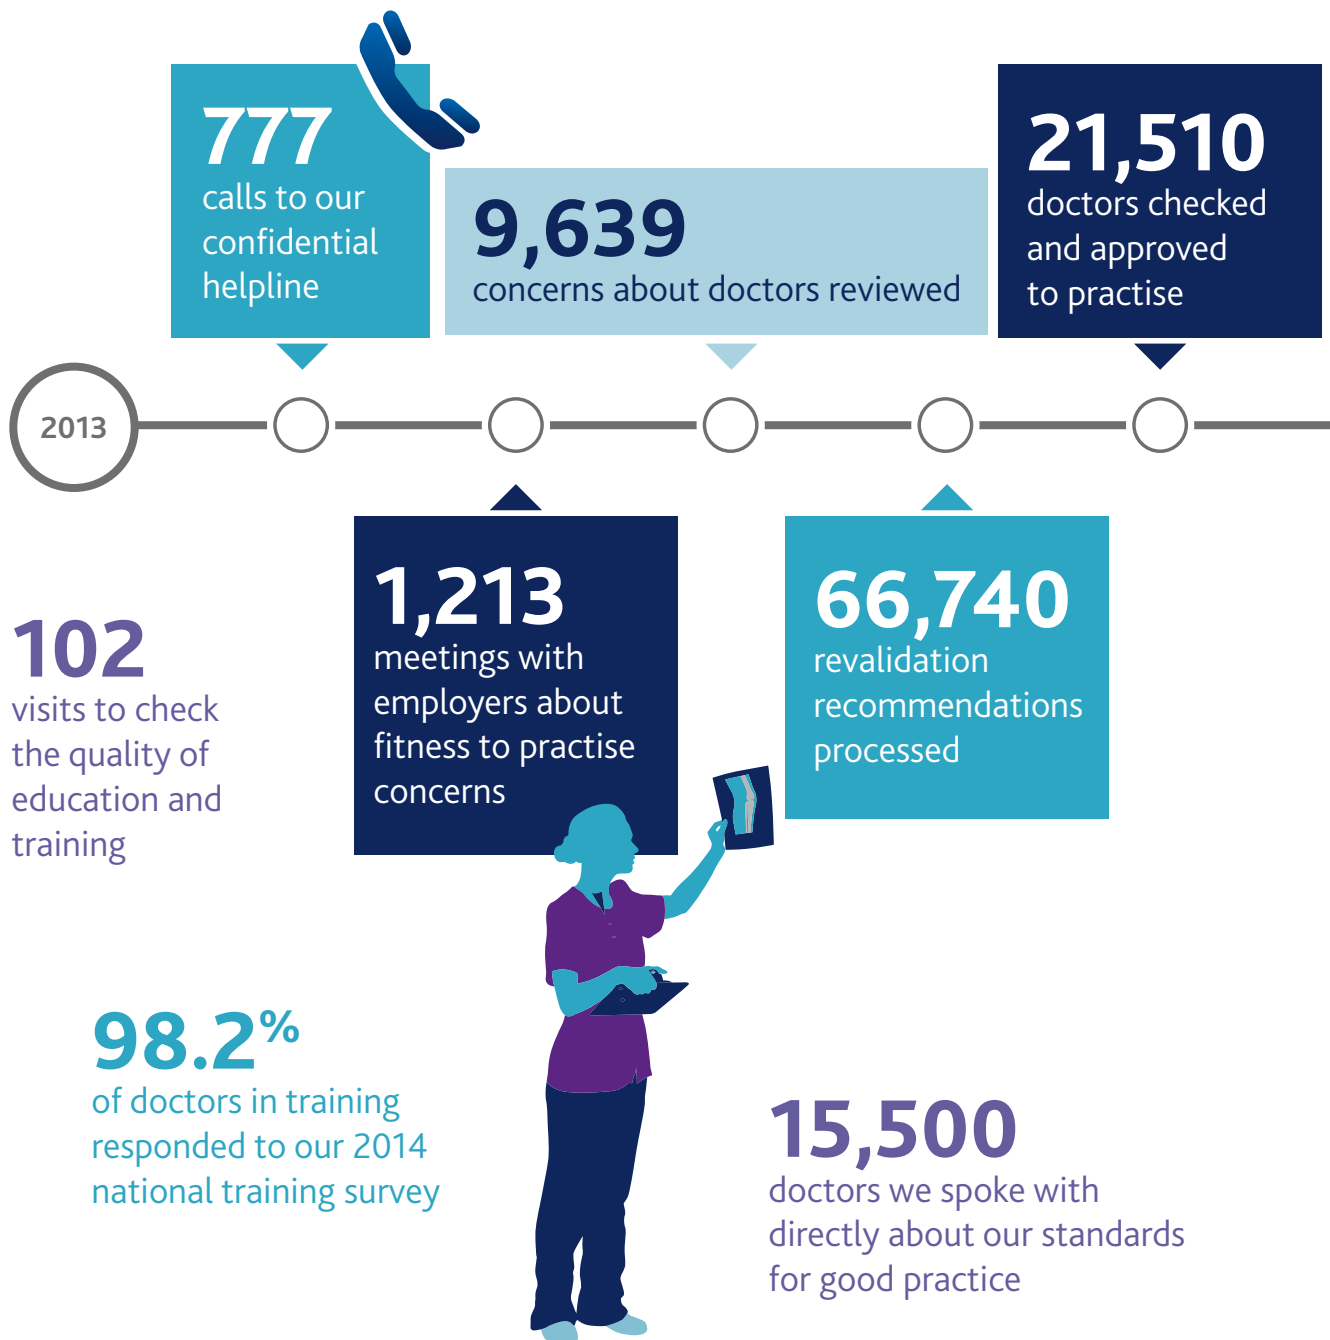 777
calls to our
confidential
helpline
9,639
concerns about doctors reviewed
21,510
doctors checked
and approved
to practise
2013
1,213
meetings with
employers about
fitness to practise
concerns
66,740
revalidation
recommendations
processed
102
visits to check
the quality of
education and
training
98.2%
of doctors in training
responded to our 2014
national training survey
15,500
doctors we spoke with
directly about our standards
for good practice